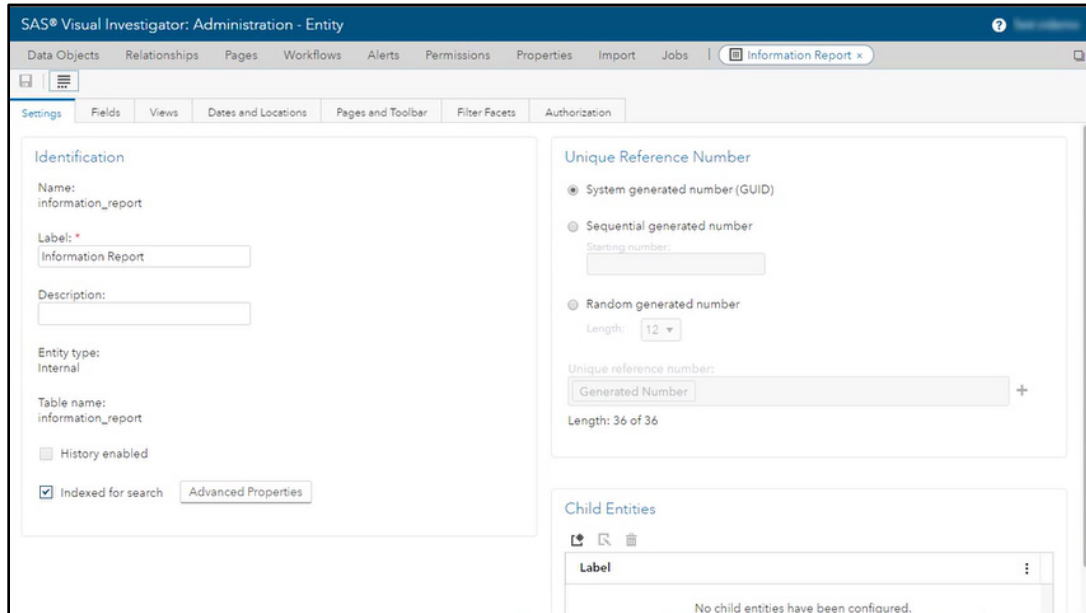 SAS® Visual Investigator: Administration - Entity
?
Data Objects Relationships Pages Workflows Alerts Permissions Properties Import Jobs | Information Report ×
Settings Fields Views Dates and Locations Pages and Toolbar Filter Facets Authorization
Identification
Name:
information_report
Label: *
Information Report
Description:
Entity type:
Internal
Table name:
information_report
History enabled
Indexed for search Advanced Properties
Unique Reference Number
System generated number (GUID)
Sequential generated number
Starting number:
Random generated number
Length: 12
Unique reference number:
Generated Number +
Length: 36 of 36
Child Entities
Label
No child entities have been configured.